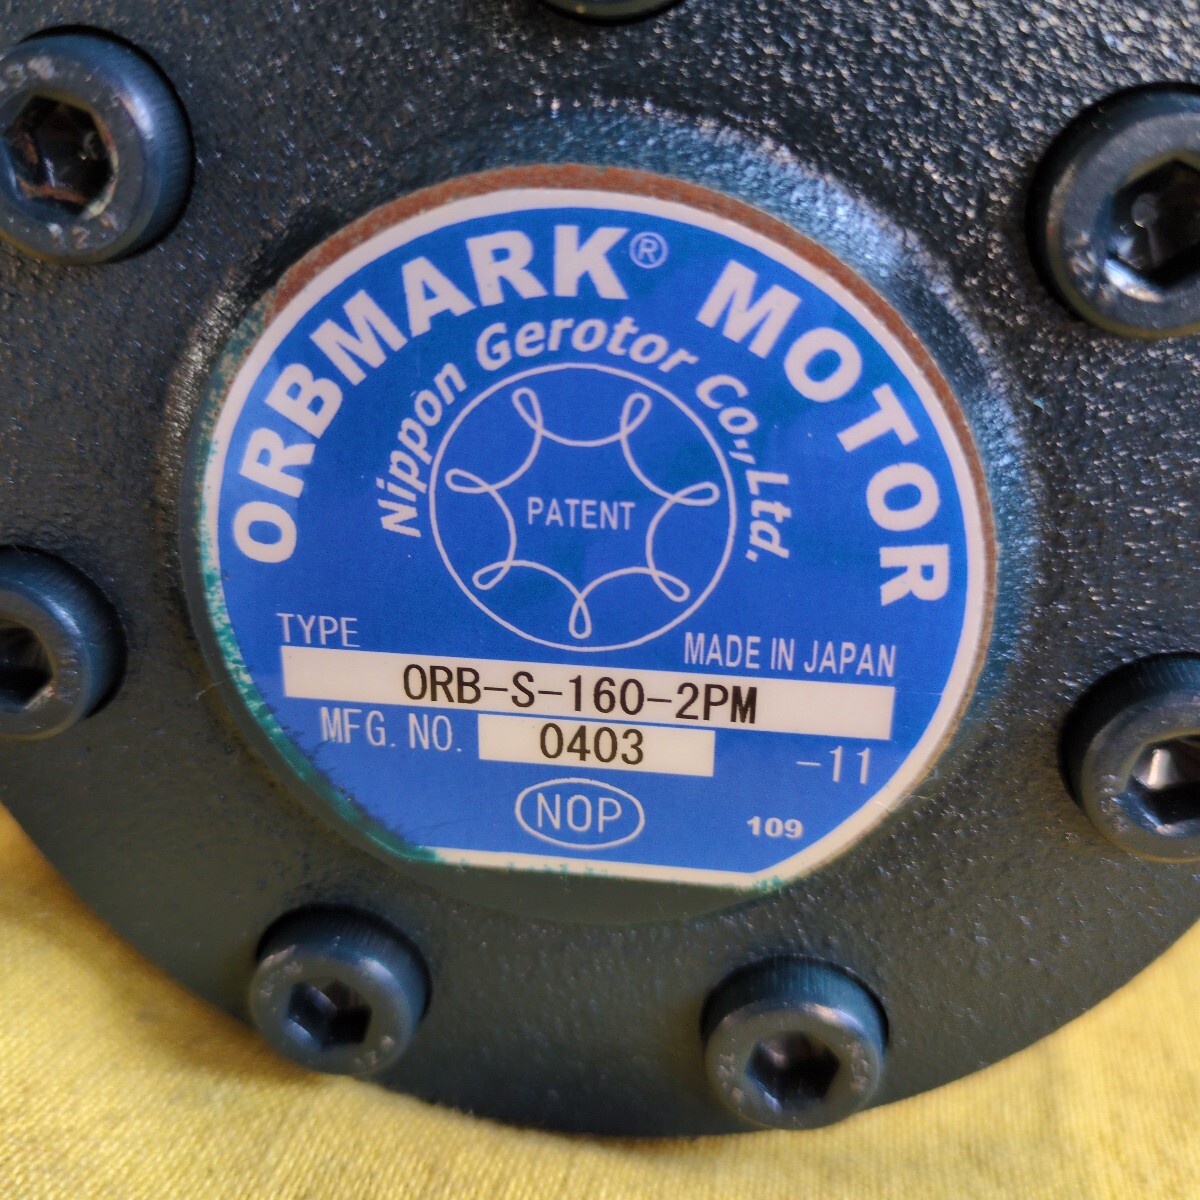 ORBMARK® MOTOR
Nippon Gerotor Co., Ltd.
PATENT
TYPE
MADE IN JAPAN
ORB-S-160-2PM
MFG. NO. 0403 -11
NOP
109